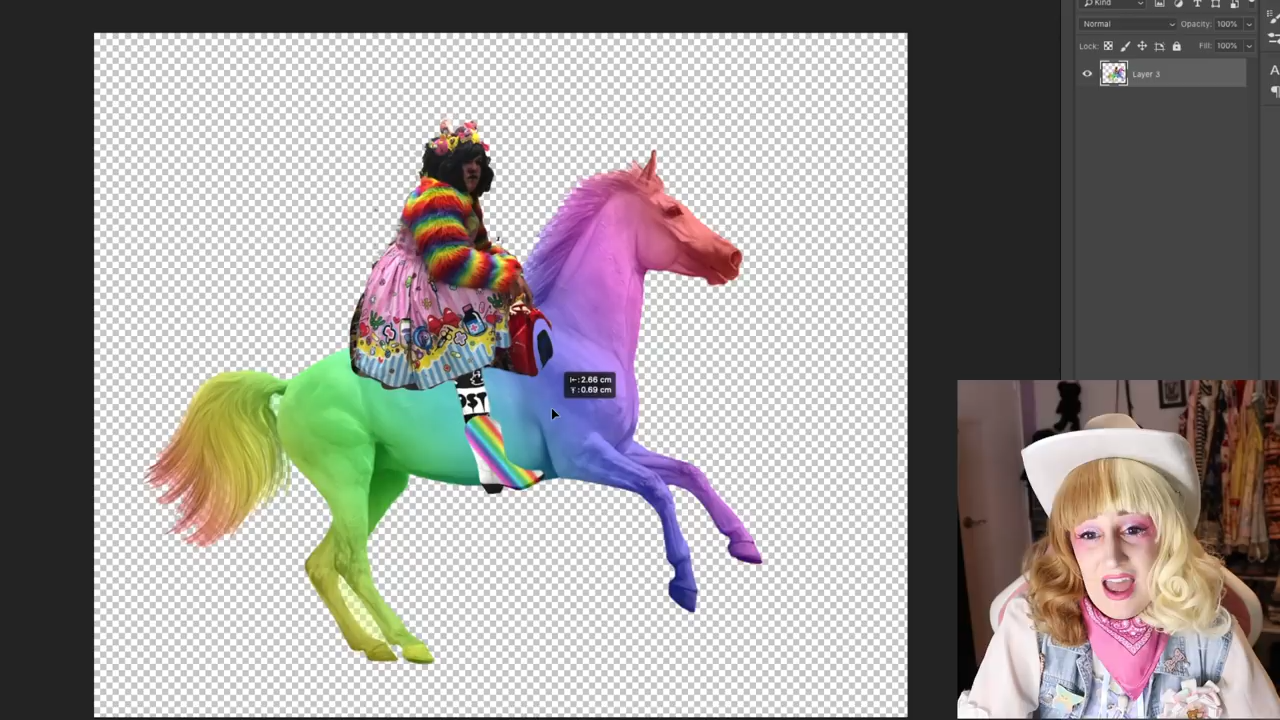 Kind
Normal
Opacity: 100%
Lock:
Fill: 100%
Layer 3
A
2.66 cm
0.69 cm
OST